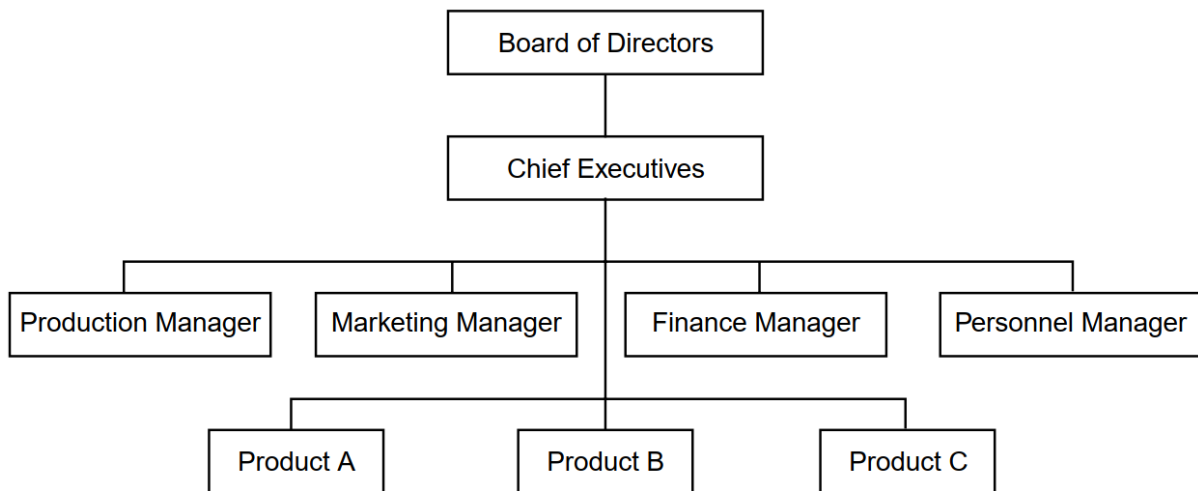 Board of Directors
Chief Executives
Production Manager
Marketing Manager
Finance Manager
Personnel Manager
Product A
Product B
Product C